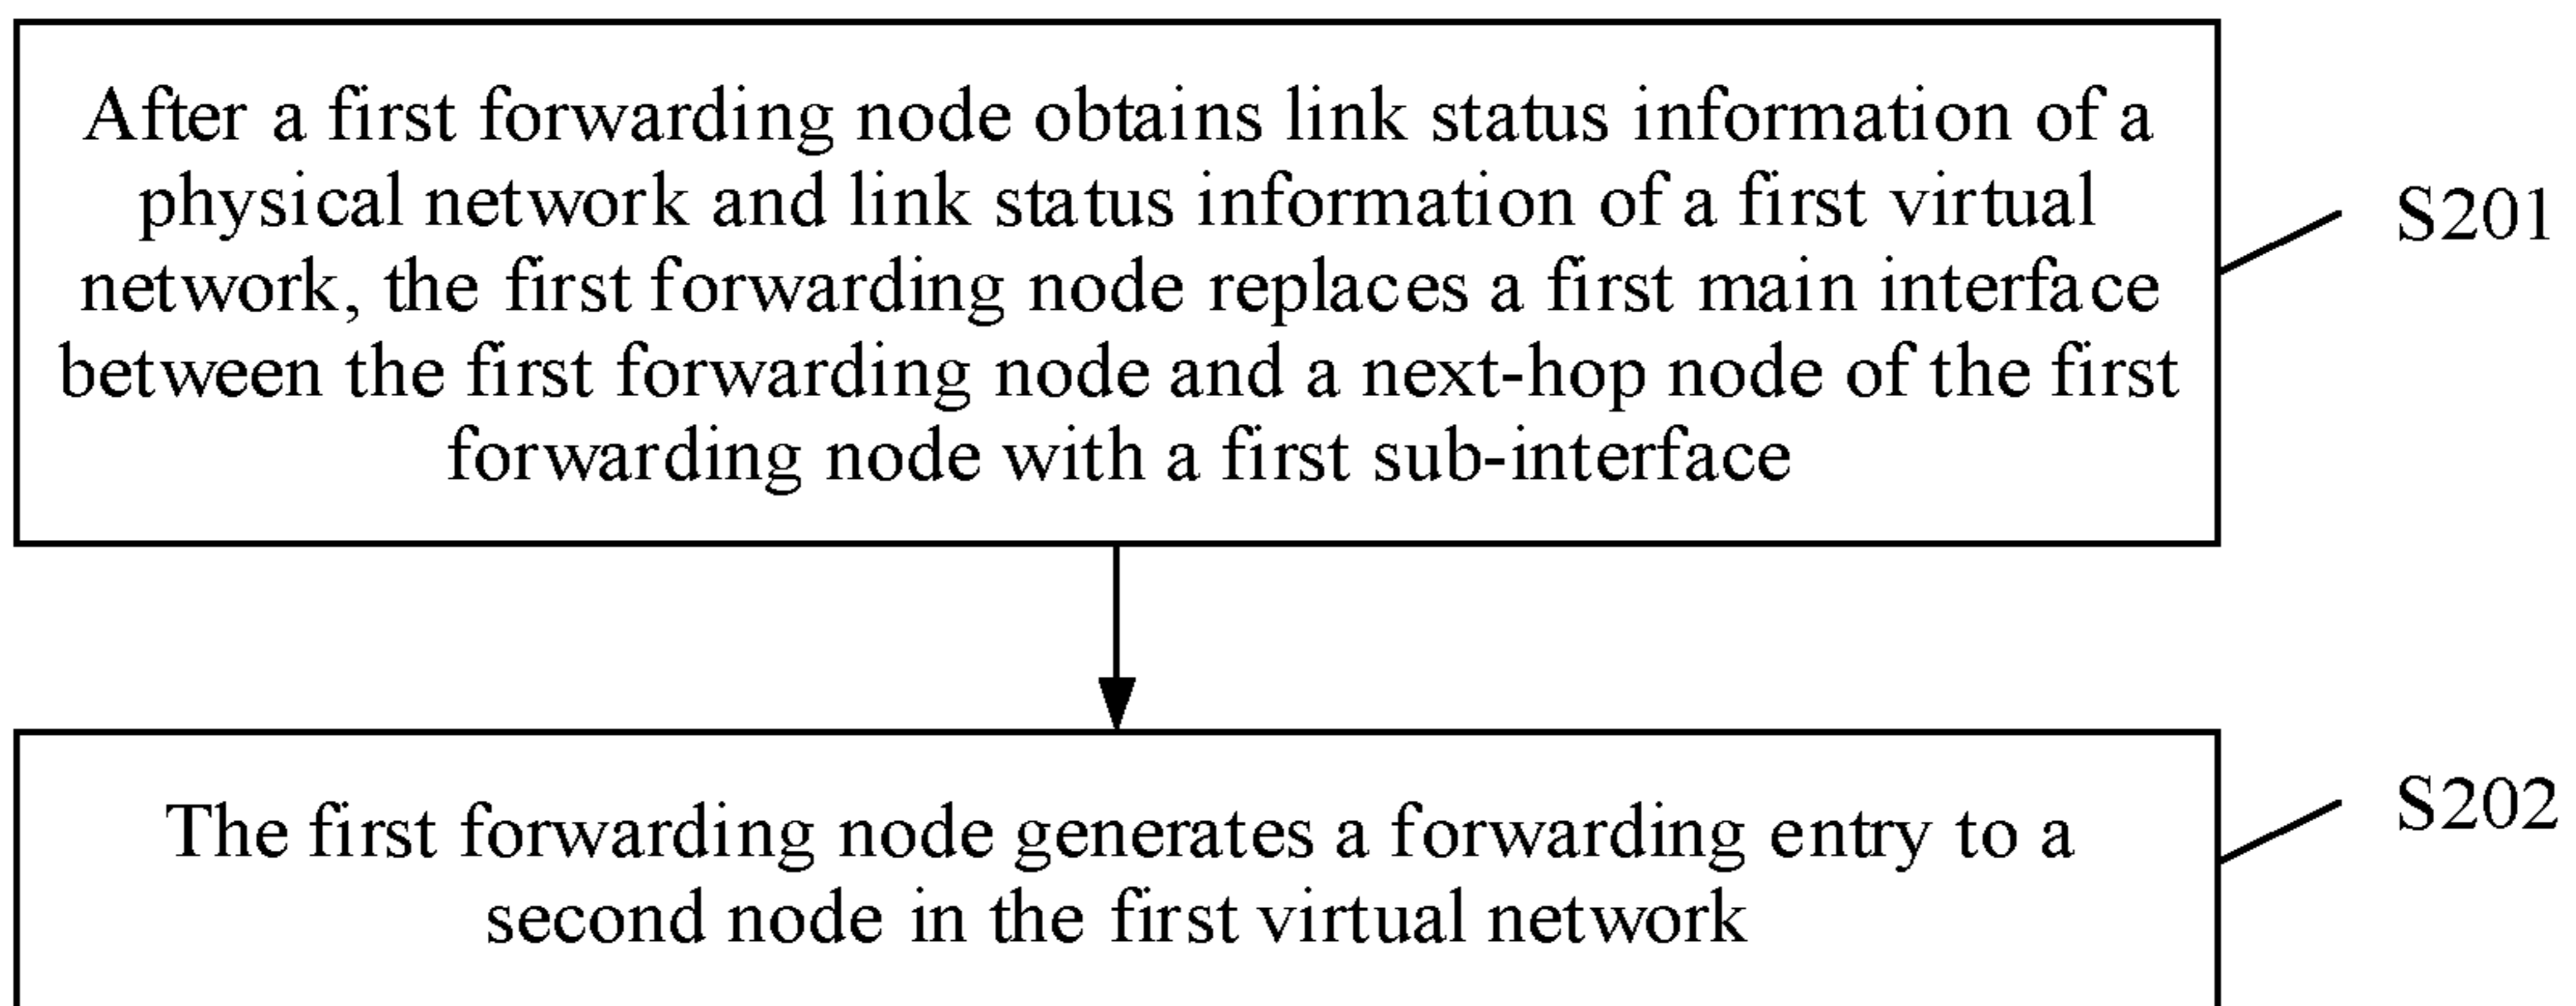 After a first forwarding node obtains link status information of a
physical network and link status information of a first virtual
network, the first forwarding node replaces a first main interface
between the first forwarding node and a next-hop node of the first
forwarding node with a first sub-interface
S201
The first forwarding node generates a forwarding entry to a
second node in the first virtual network
S202